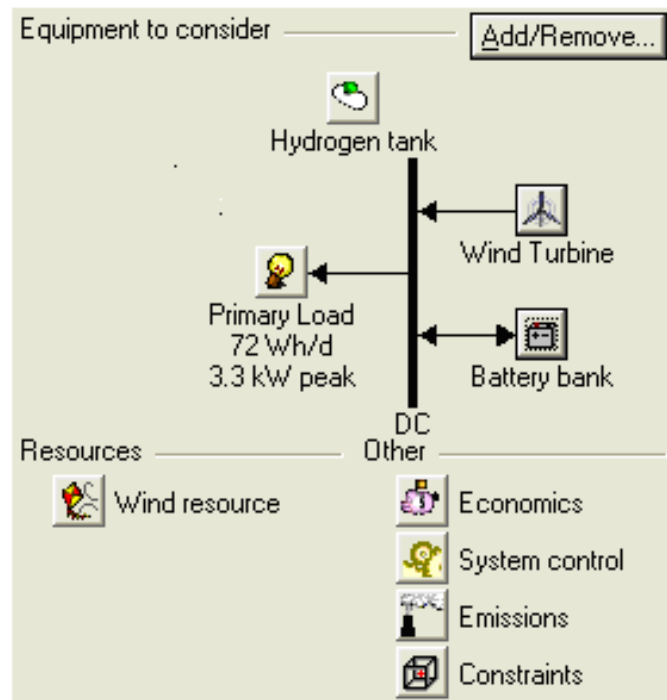 Equipment to consider
Add/Remove...
Hydrogen tank
Wind Turbine
Primary Load
72 Wh/d
3.3 kW peak
Battery bank
DC
Resources
Other
Wind resource
Economics
System control
Emissions
Constraints